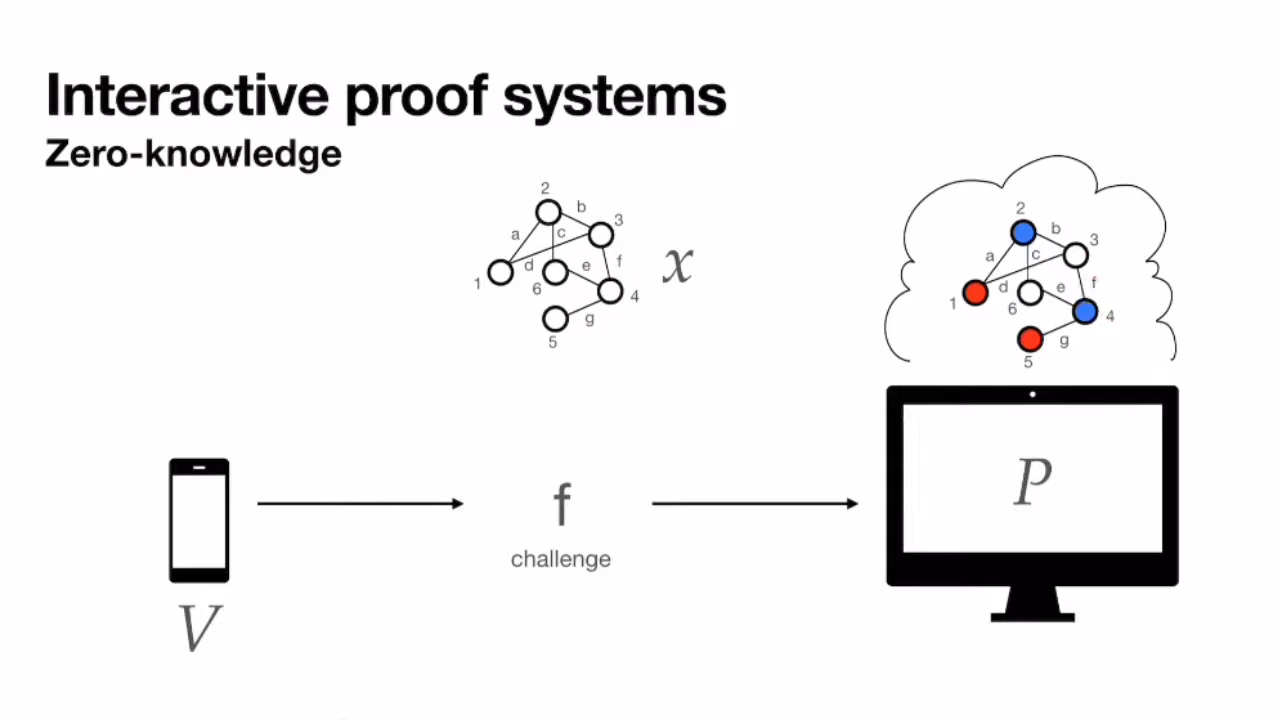 Interactive proof systems
Zero-knowledge
2
b
3
a
c
d
e
f
1
6
4
g
5
x
2
b
3
a
c
d
e
f
1
6
4
g
5
P
f
challenge
V